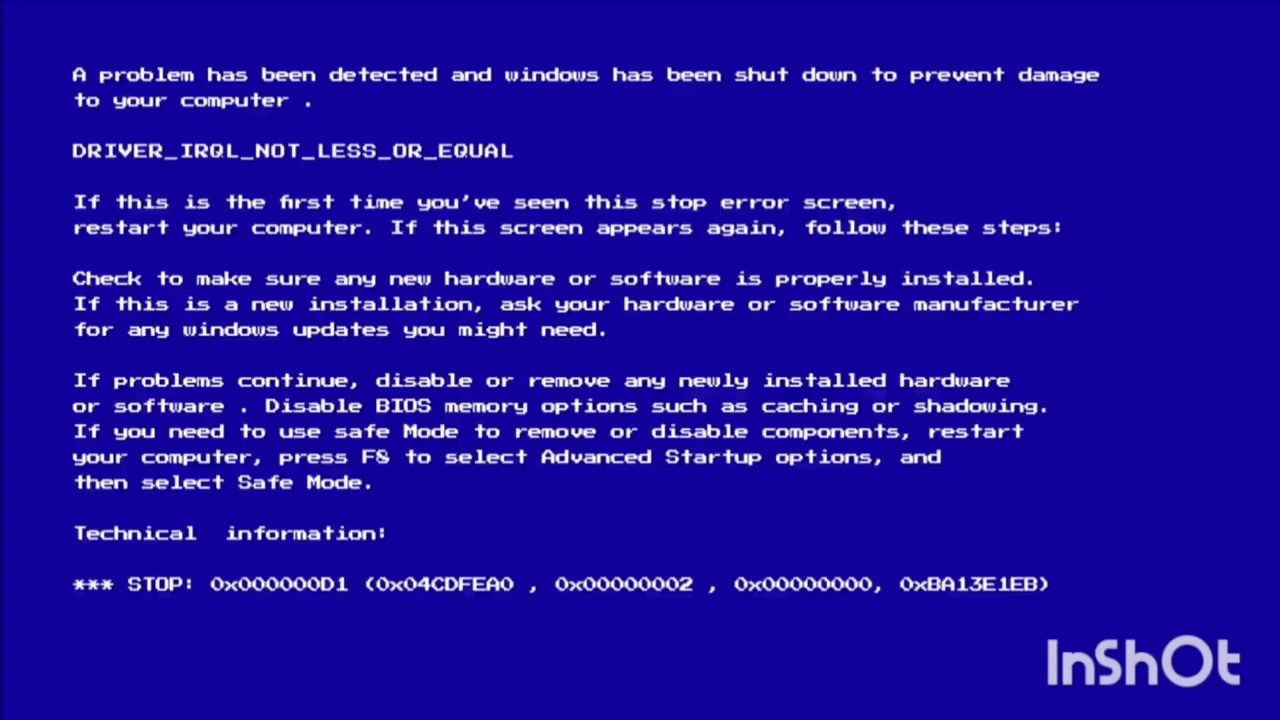 A problem has been detected and windows has been shut down to prevent damage
to your computer .
DRIVER_IRQL_NOT_LESS_OR_EQUAL
If this is the first time you've seen this stop error screen,
restart your computer. If this screen appears again, follow these steps:
Check to make sure any new hardware or software is properly installed.
If this is a new installation, ask your hardware or software manufacturer
for any windows updates you might need.
If problems continue, disable or remove any newly installed hardware
or software . Disable BIOS memory options such as caching or shadowing.
If you need to use safe Mode to remove or disable components, restart
your computer, press F& to select Advanced Startup options, and
then select Safe Mode.
Technical information:
*** STOP: 0x000000D1 (0x04CDFEA0 , 0x00000002 , 0x00000000, 0xBA13E1EB)
InShOt